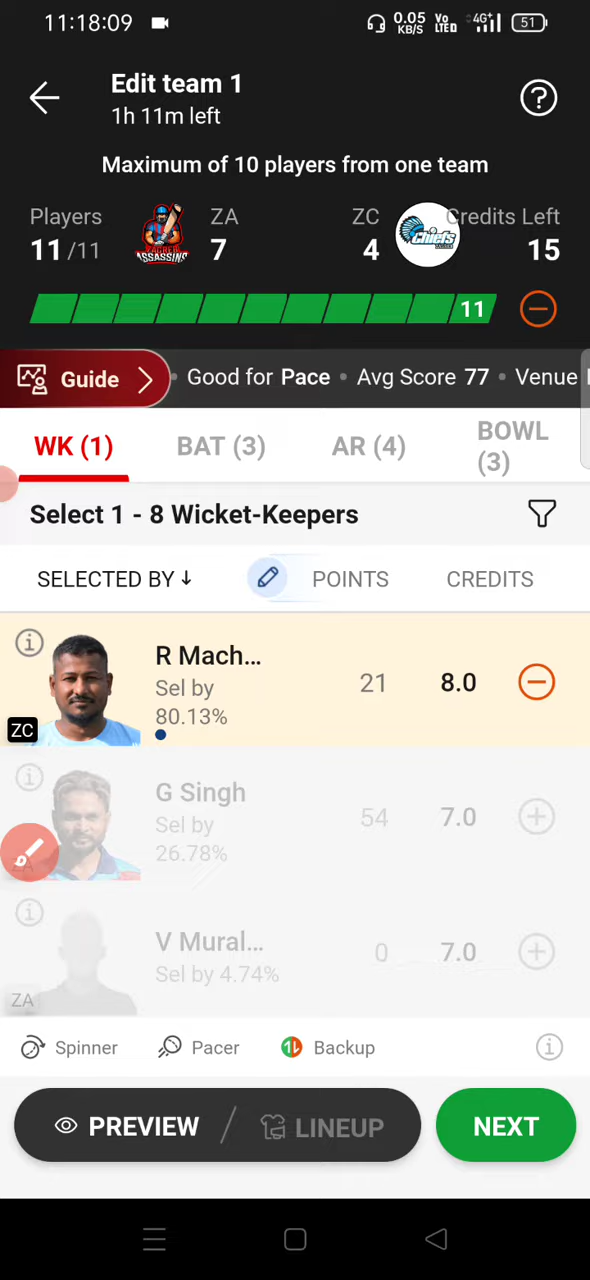 11:18:09
0.05 KB/S
Vo LTED
4G+
51
Edit team 1
1h 11m left
Maximum of 10 players from one team
Players
ZA
ZC
Credits Left
11/11
7
4
15
ASSASSINS
Chiefs
11
Guide
Good for Pace • Avg Score 77 • Venue
WK (1)
BAT (3)
AR (4)
BOWL (3)
Select 1 - 8 Wicket-Keepers
SELECTED BY ↓
POINTS
CREDITS
R Mach...
Sel by
80.13%
21
8.0
ZC
G Singh
Sel by
26.78%
54
7.0
V Mural...
Sel by 4.74%
0
7.0
ZA
Spinner
Pacer
Backup
PREVIEW / LINEUP
NEXT